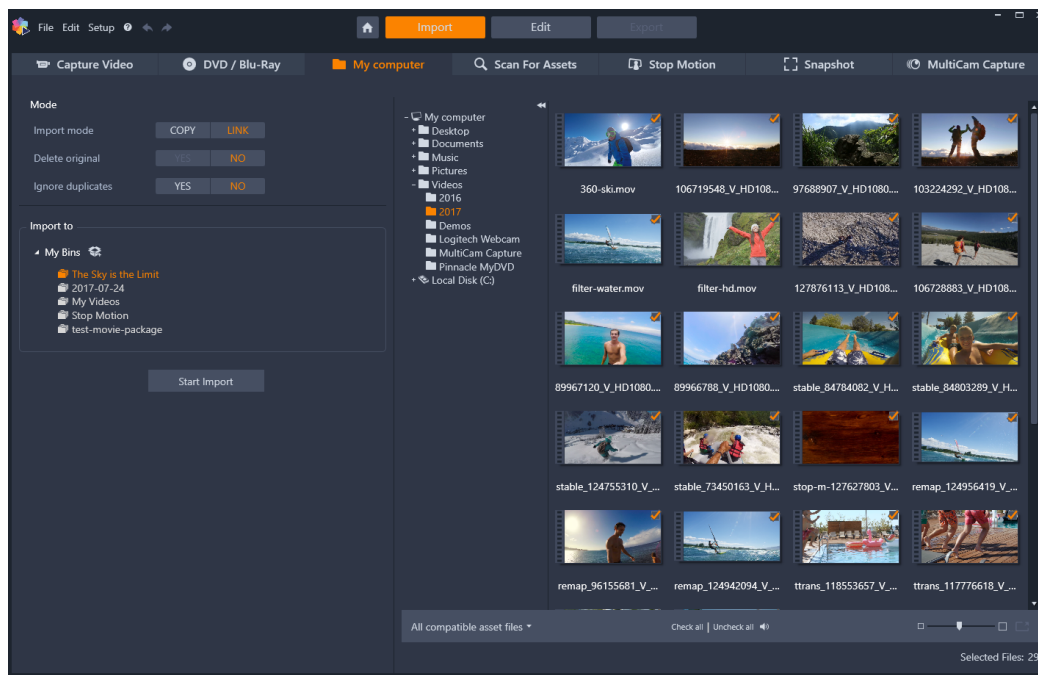 File Edit Setup
Import Edit Export
Capture Video DVD / Blu-Ray My computer Scan For Assets Stop Motion Snapshot MultiCam Capture
Mode
Import mode COPY LINK
Delete original YES NO
Ignore duplicates YES NO
Import to
My Bins
The Sky is the Limit
2017-07-24
My Videos
Stop Motion
test-movie-package
Start Import
My computer
Desktop
Documents
Music
Pictures
Videos
2016
2017
Demos
Logitech Webcam
MultiCam Capture
Pinnacle MyDVD
Local Disk (C:)
360-ski.mov 106719548_V_HD108... 97688907_V_HD1080.... 103224292_V_HD108...
filter-water.mov filter-hd.mov 127876113_V_HD108... 106728883_V_HD108...
89967120_V_HD1080.... 89966788_V_HD1080.... stable_84784082_V_H... stable_84803289_V_H...
stable_124755310_V_... stable_73450163_V_H... stop-m-127627803_V... remap_124956419_V_...
remap_96155681_V_... remap_124942094_V_... ttrans_118553657_V_... ttrans_117776618_V_...
All compatible asset files Check all | Uncheck all
Selected Files: 29